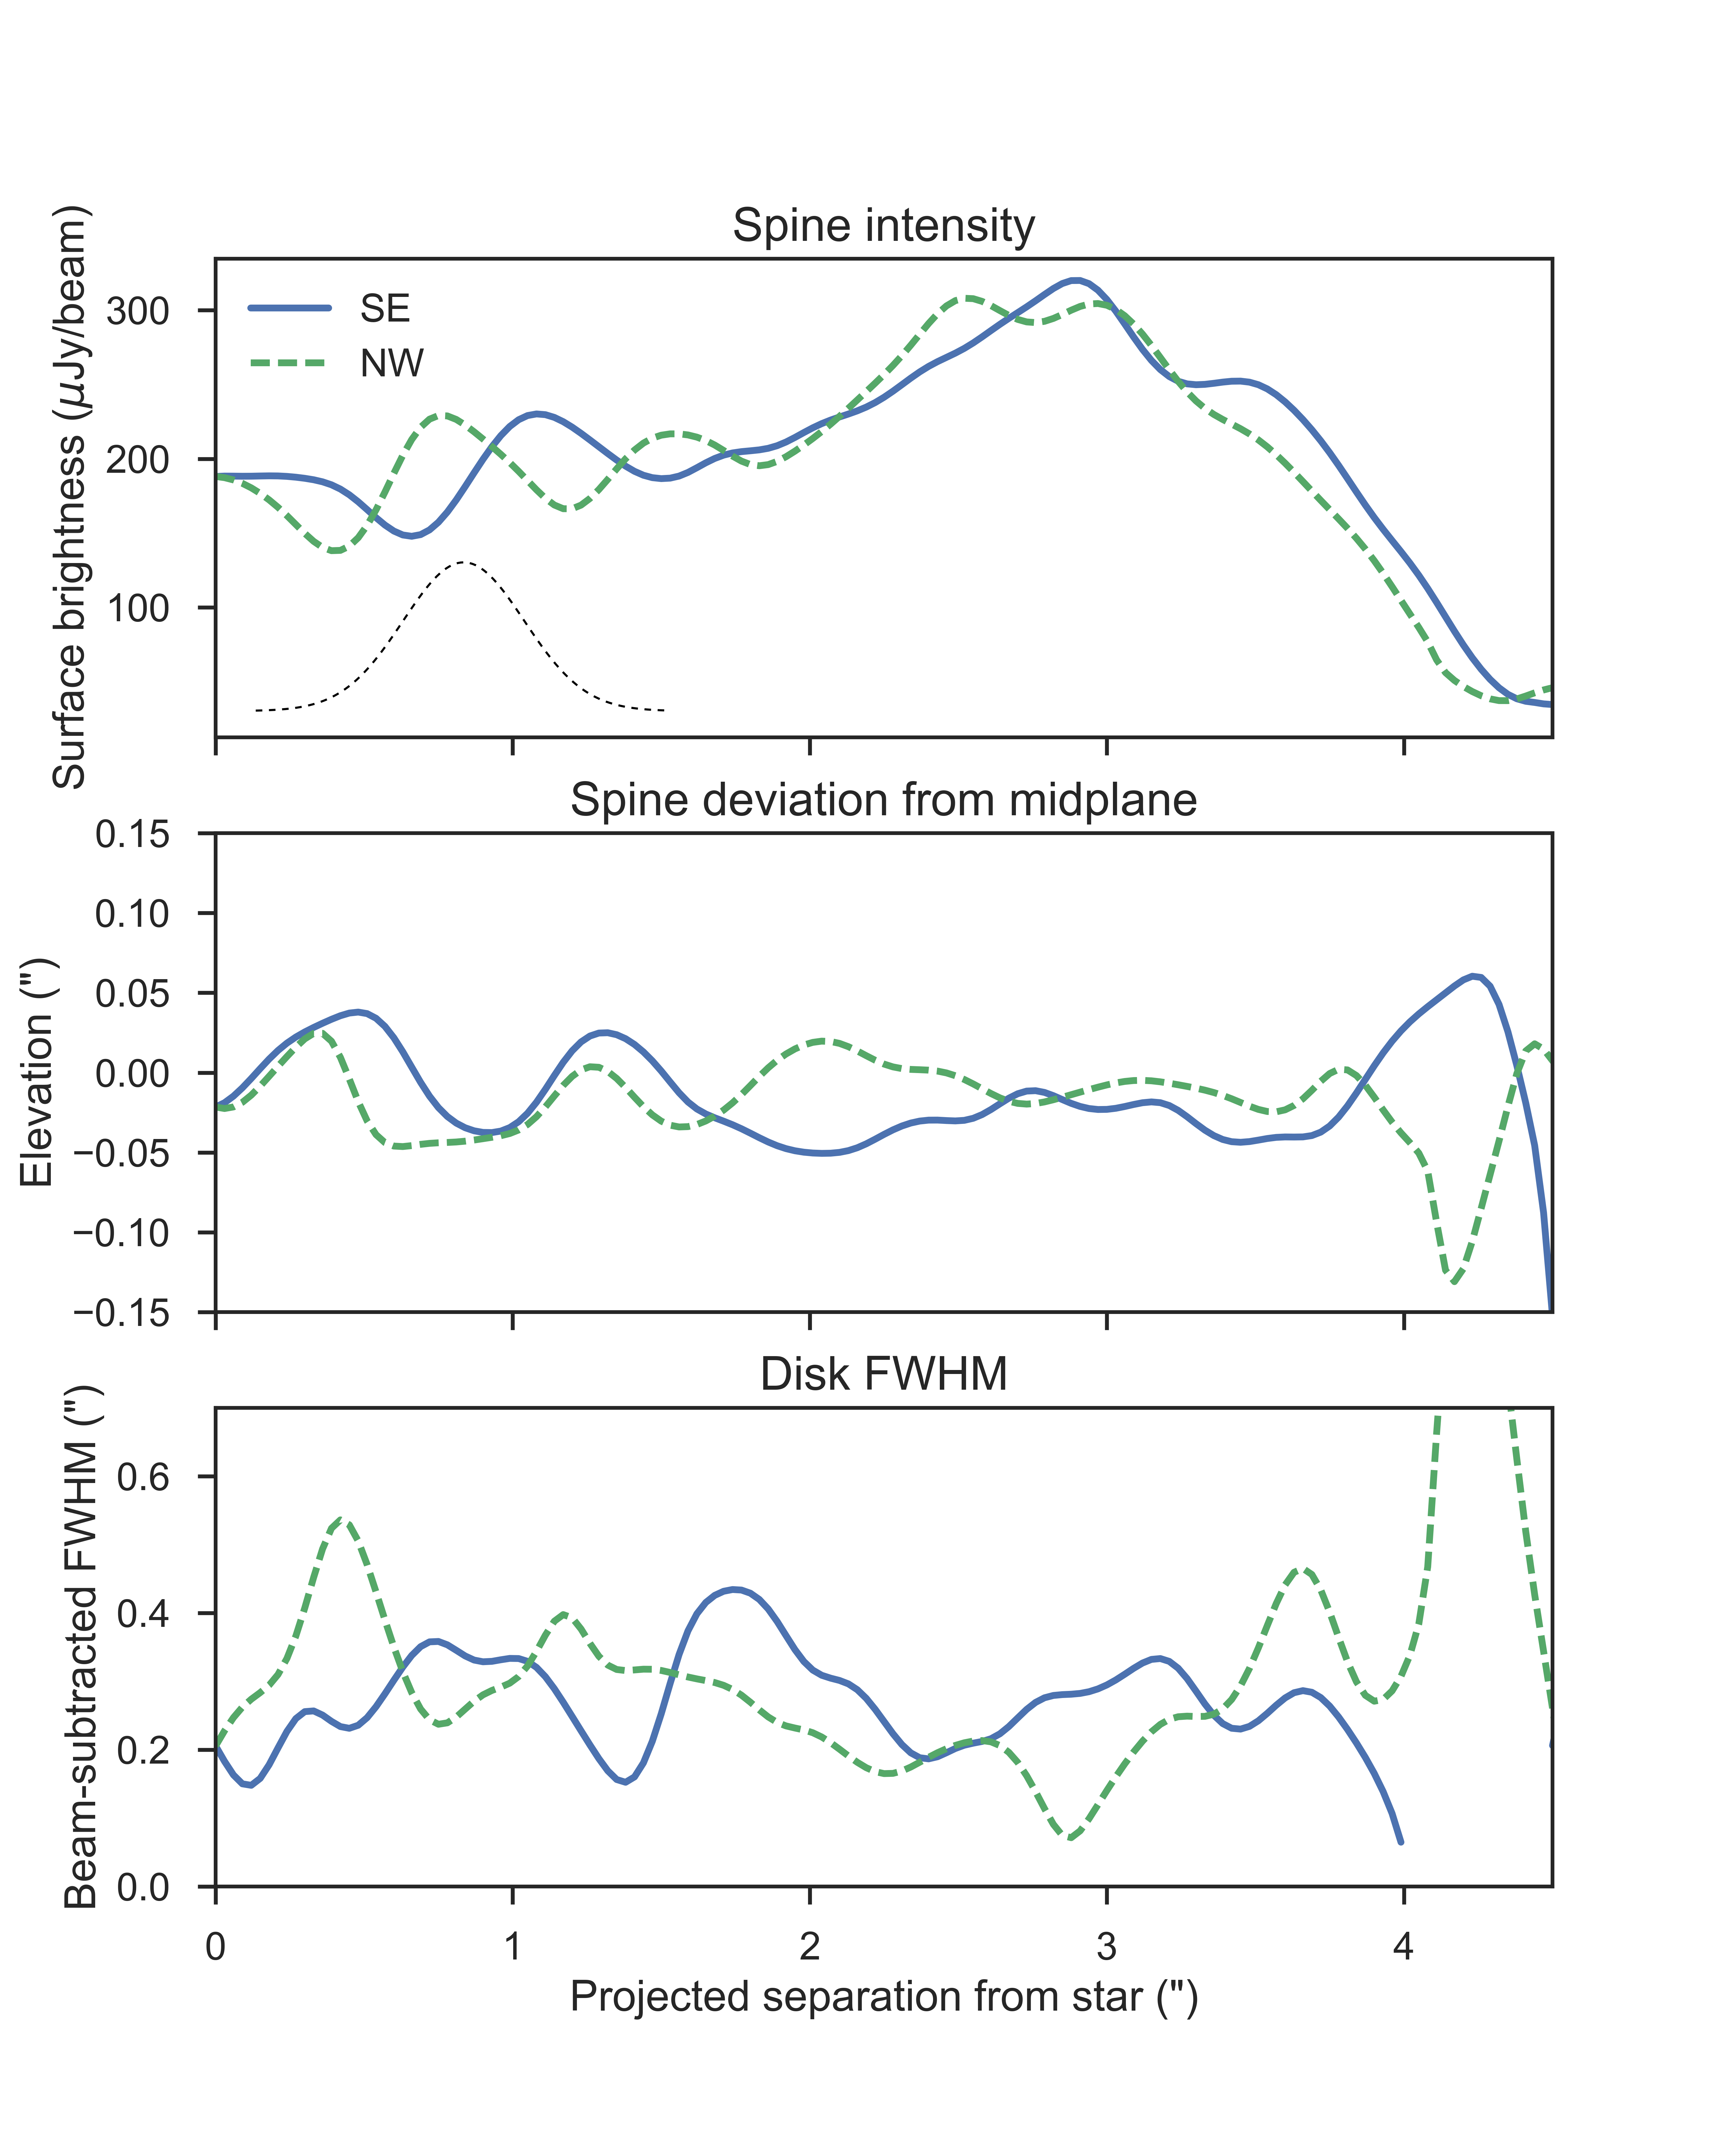 Spine intensity
Surface brightness (μJy/beam)
300
200
100
SE
NW
Spine deviation from midplane
Elevation (")
0.15
0.10
0.05
0.00
−0.05
−0.10
−0.15
Disk FWHM
Beam-subtracted FWHM (")
0.6
0.4
0.2
0.0
0 1 2 3 4
Projected separation from star (")